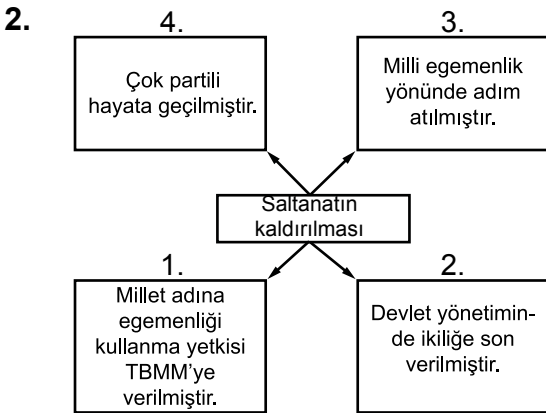 2.
4.
Çok partili
hayata geçilmiştir.
3.
Milli egemenlik
yönünde adım
atılmıştır.
Saltanatın
kaldırılması
1.
Millet adına
egemenliği
kullanma yetkisi
TBMM'ye
verilmiştir.
2.
Devlet yönetimin-
de ikiliğe son
verilmiştir.